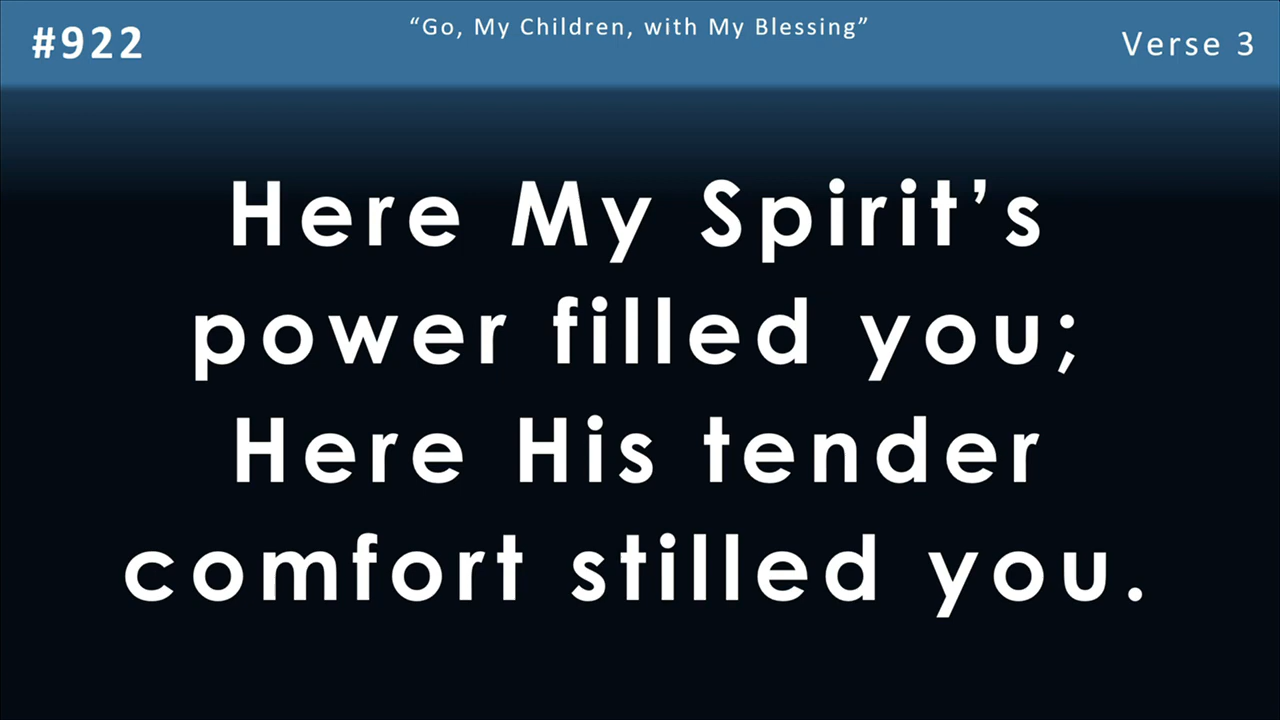 #922
“Go, My Children, with My Blessing”
Verse 3
Here My Spirit’s
power filled you;
Here His tender
comfort stilled you.